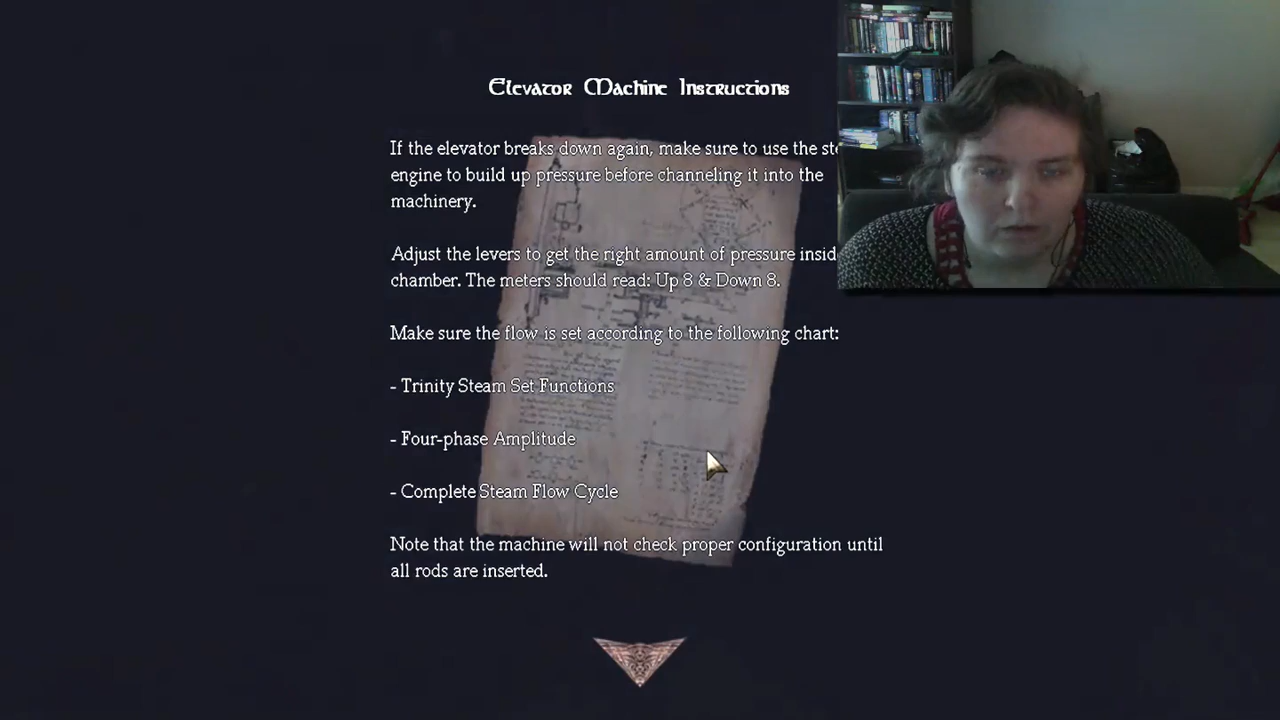 Elevator Machine Instructions
If the elevator breaks down again, make sure to use the
engine to build up pressure before channeling it into the
machinery.
Adjust the levers to get the right amount of pressure
chamber. The meters should read: Up 8 & Down 8.
Make sure the flow is set according to the following chart:
- Trinity Steam Set Functions
- Four-phase Amplitude
- Complete Steam Flow Cycle
Note that the machine will not check proper configuration until
all rods are inserted.